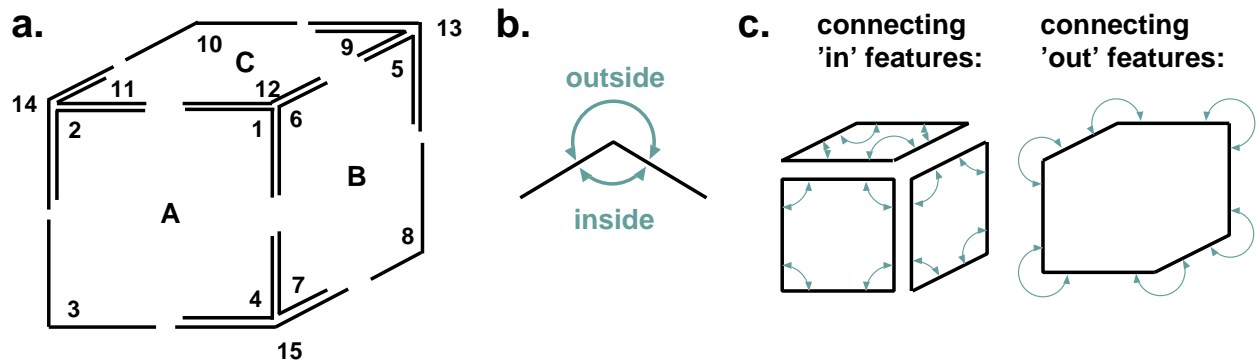 a.
10
13
C
9
5
14
11
12
2
1
6
B
A
8
7
3
4
15
b.
outside
inside
c.
connecting
'in' features:
connecting
'out' features: